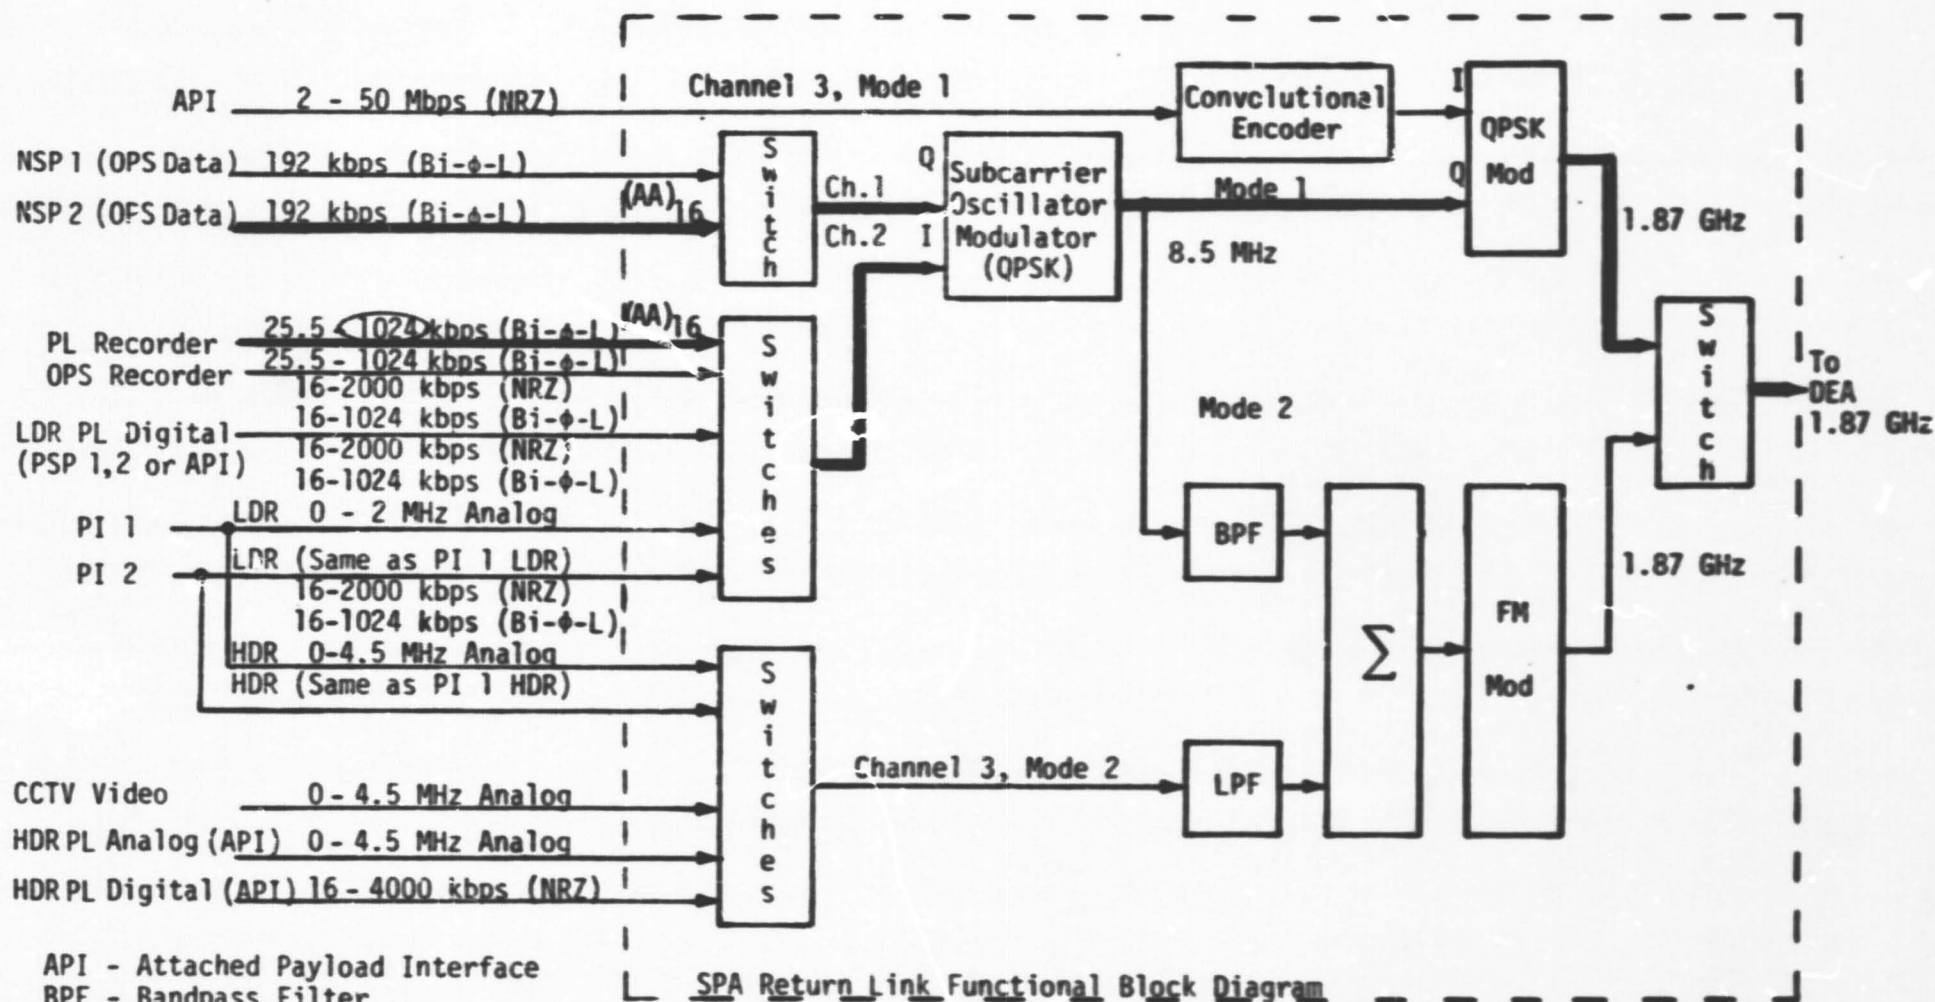 Channel 3, Mode 1
API 2 - 50 Mbps (NRZ)
Convclutional
Encoder
I
QPSK
Mod
Q
NSP 1 (OPS Data) 192 kbps (Bi-φ-L)
NSP 2 (OFS Data) 192 kbps (Bi-φ-L)
(AA) 16
Switch
Ch.1
Ch.2
Q
I
Subcarrier
Oscillator
Modulator
(QPSK)
Mode 1
8.5 MHz
1.87 GHz
PL Recorder 25.5 - 1024 kbps (Bi-φ-L)
(AA) 16
OPS Recorder 25.5 - 1024 kbps (Bi-φ-L)
16-2000 kbps (NRZ)
16-1024 kbps (Bi-φ-L)
LDR PL Digital
(PSP 1,2 or API)
16-2000 kbps (NRZ)
16-1024 kbps (Bi-φ-L)
PI 1 LDR 0 - 2 MHz Analog
PI 2 LDR (Same as PI 1 LDR)
16-2000 kbps (NRZ)
16-1024 kbps (Bi-φ-L)
Switches
Mode 2
Switch
To
DEA
1.87 GHz
BPF
Σ
FM
Mod
1.87 GHz
HDR 0-4.5 MHz Analog
HDR (Same as PI 1 HDR)
Switches
Channel 3, Mode 2
LPF
CCTV Video 0 - 4.5 MHz Analog
HDR PL Analog (API) 0 - 4.5 MHz Analog
HDR PL Digital (API) 16 - 4000 kbps (NRZ)
API - Attached Payload Interface
BPF - Bandpass Filter
SPA Return Link Functional Block Diagram